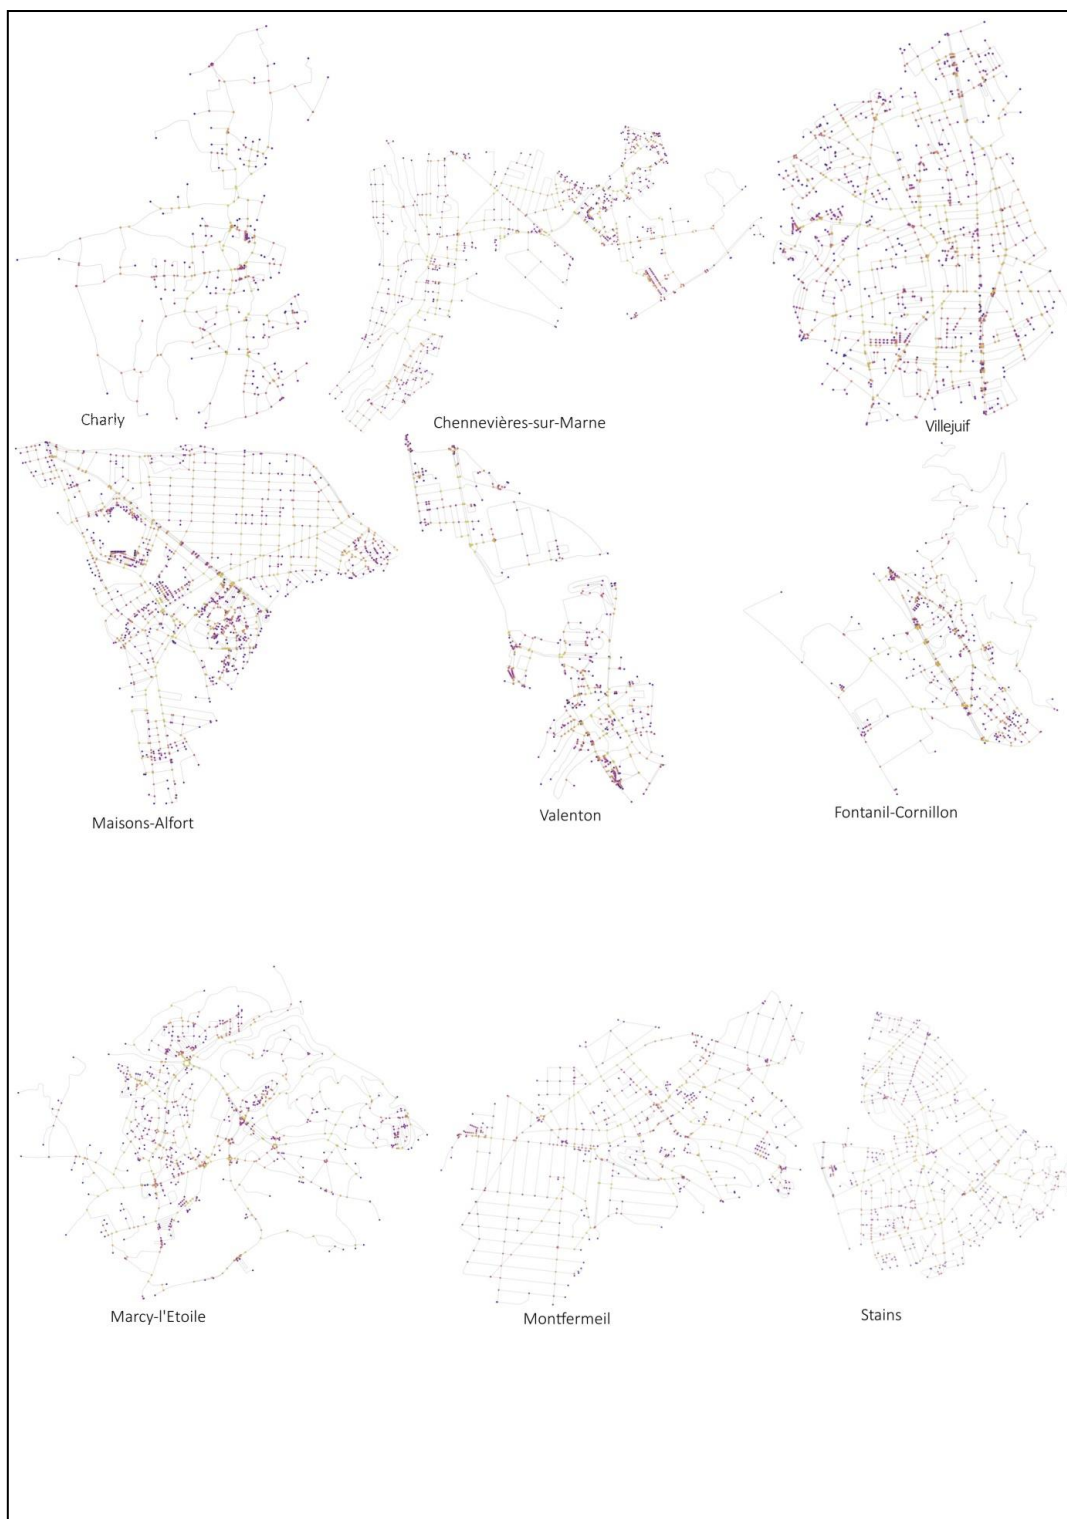 Charly
Chennevières-sur-Marne
Villejuif
Maisons-Alfort
Valenton
Fontanil-Cornillon
Marcy-l'Etoile
Montfermeil
Stains